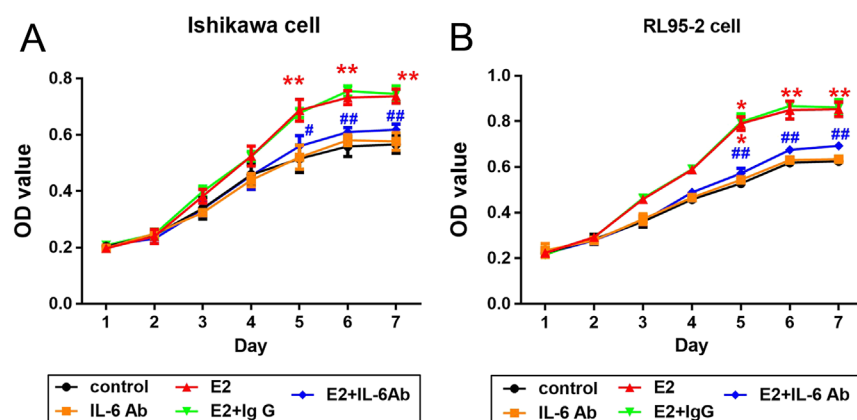 A
Ishikawa cell
OD value
0.8
0.6
0.4
0.2
0.0
** ** **
# ## ##
1 2 3 4 5 6 7
Day
control E2 E2+IL-6Ab
IL-6 Ab E2+Ig G
B
RL95-2 cell
OD value
1.0
0.8
0.6
0.4
0.2
0.0
* ** **
*
## ## ##
1 2 3 4 5 6 7
Day
control E2 E2+IL-6Ab
IL-6 Ab E2+IgG